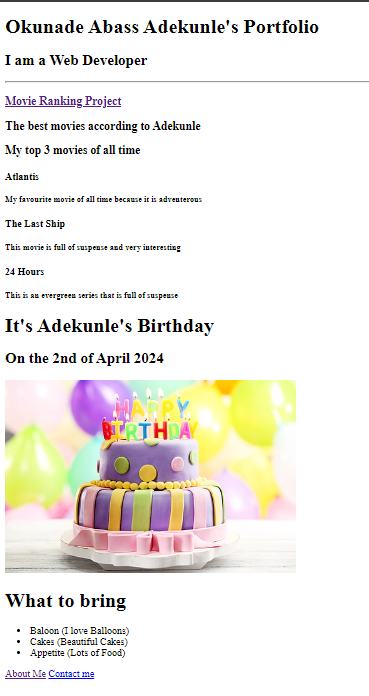 Okunade Abass Adekunle's Portfolio
I am a Web Developer
Movie Ranking Project
The best movies according to Adekunle
My top 3 movies of all time
Atlantis
My favourite movie of all time because it is adventerous
The Last Ship
This movie is full of suspense and very interesting
24 Hours
This is an evergreen series that is full of suspense
It's Adekunle's Birthday
On the 2nd of April 2024
HAPPY
BIRTHDAY
What to bring
Baloon (I love Balloons)
Cakes (Beautiful Cakes)
Appetite (Lots of Food)
About Me Contact me